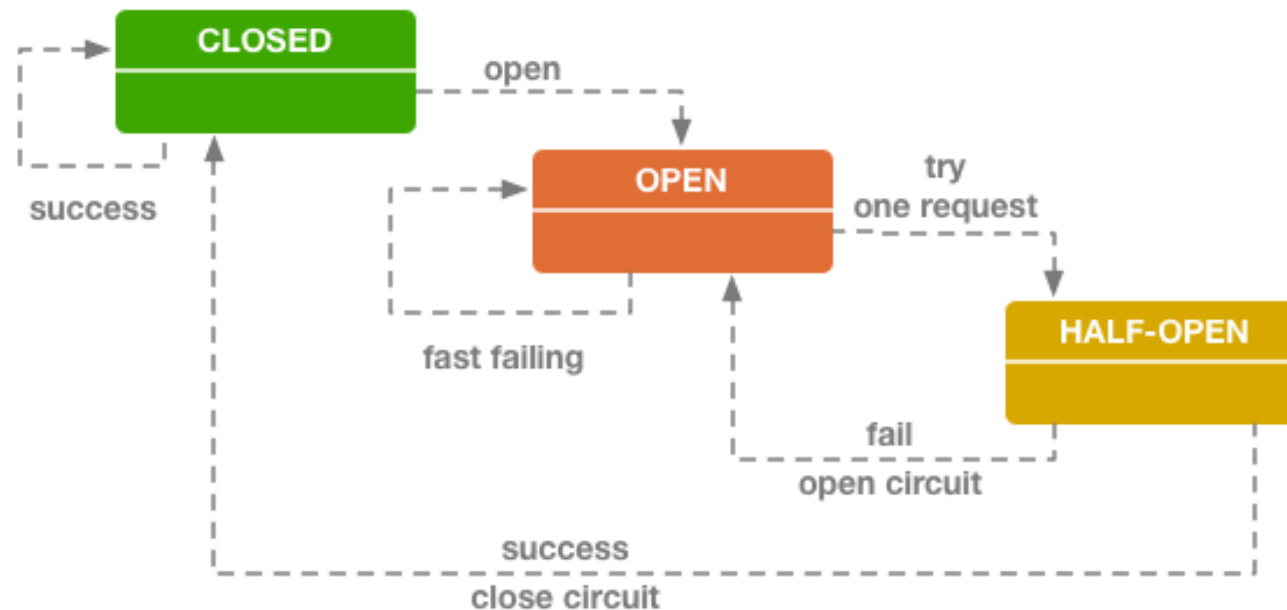 CLOSED
open
success
OPEN
try
one request
fast failing
HALF-OPEN
fail
open circuit
success
close circuit